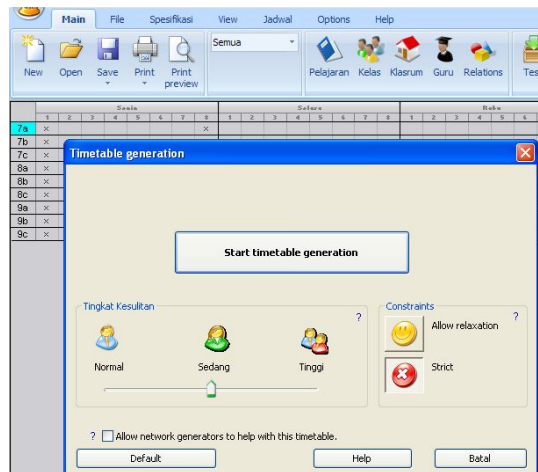 Main File Spesifikasi View Jadwal Options Help
Semua
New Open Save Print Print preview Pelajaran Kelas Klasrum Guru Relations Tes
Senin Selasa Rabu
1 2 3 4 5 6 7 8 1 2 3 4 5 6 7 8 1 2 3 4 5 6
7a × ×
7b ×
7c ×
8a ×
8b ×
8c ×
9a ×
9b ×
9c ×
Timetable generation
Start timetable generation
Tingkat Kesulitan ?
Normal Sedang Tinggi
Constraints ?
Allow relaxation
Strict
? Allow network generators to help with this timetable.
Default Help Batal